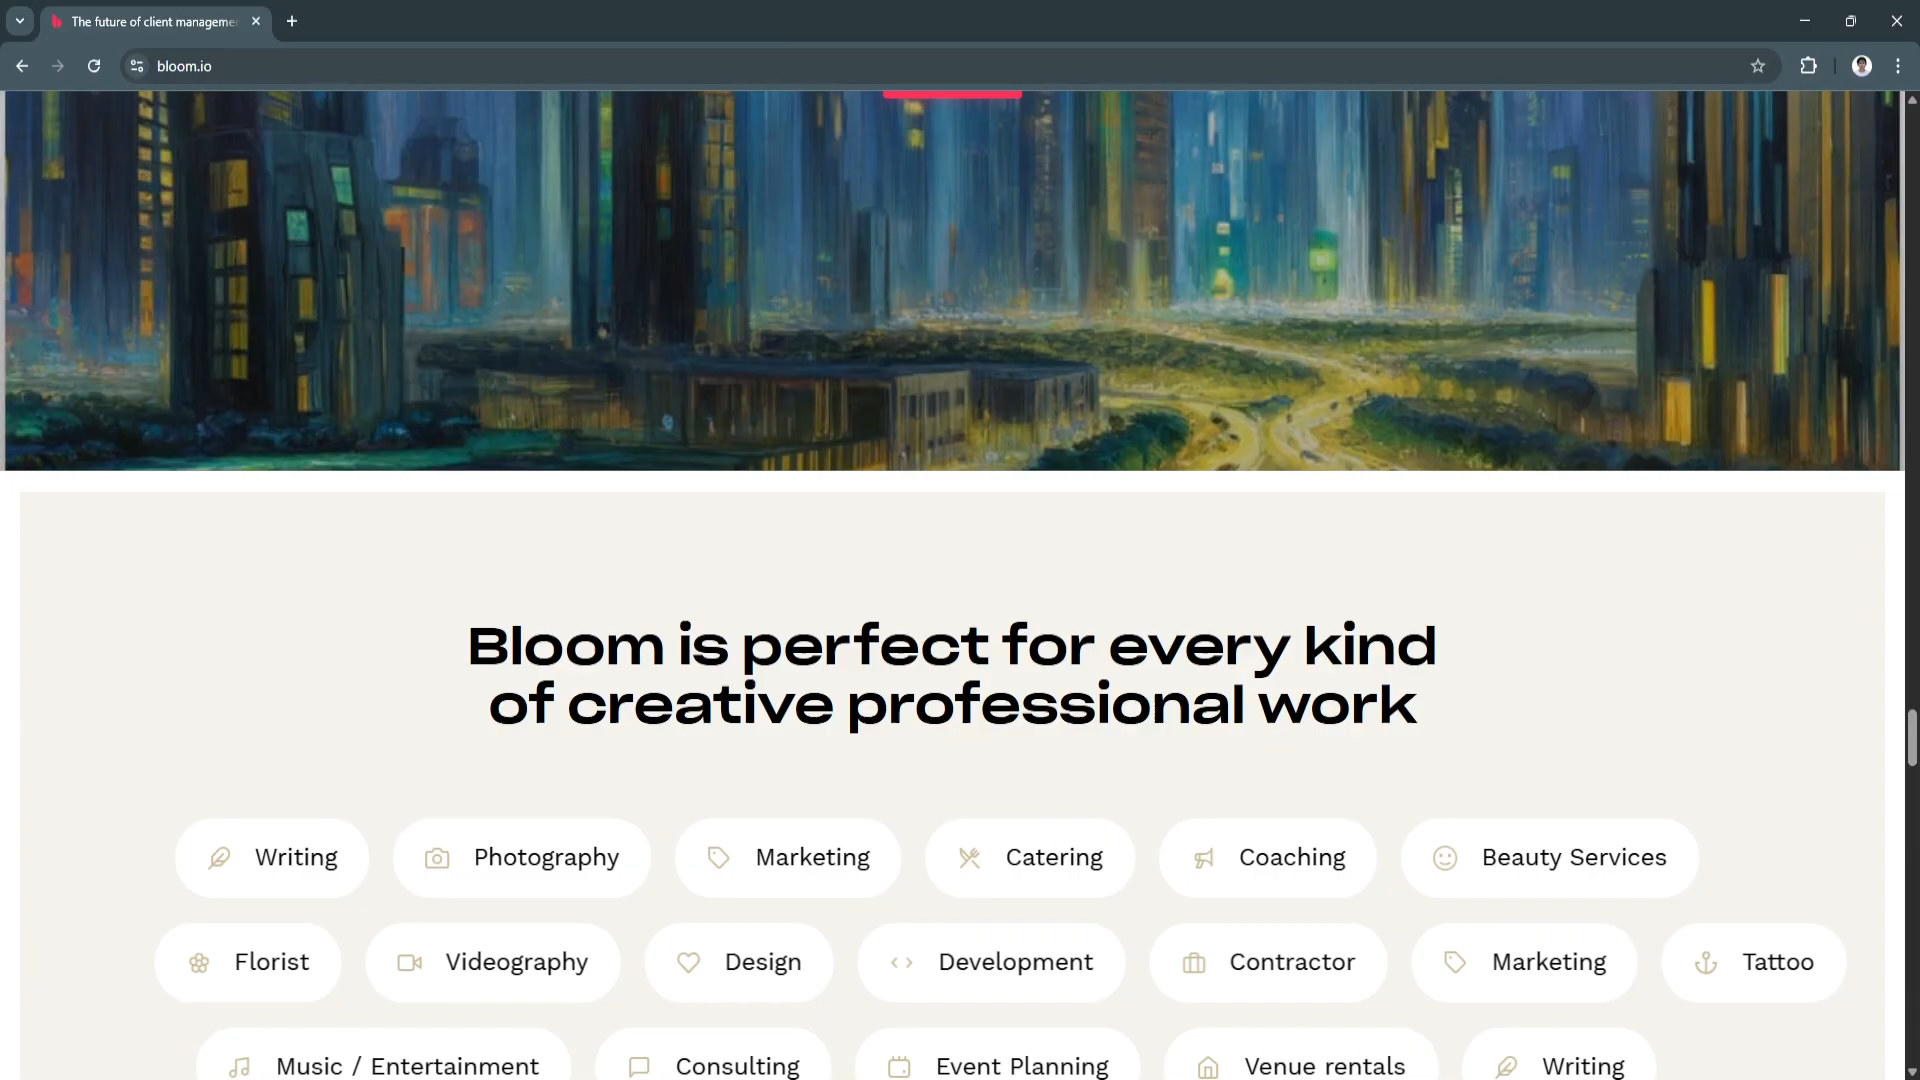 The future of client manageme
bloom.io
Bloom is perfect for every kind
of creative professional work
Writing
Photography
Marketing
Catering
Coaching
Beauty Services
Florist
Videography
Design
Development
Contractor
Marketing
Tattoo
Music / Entertainment
Consulting
Event Planning
Venue rentals
Writing